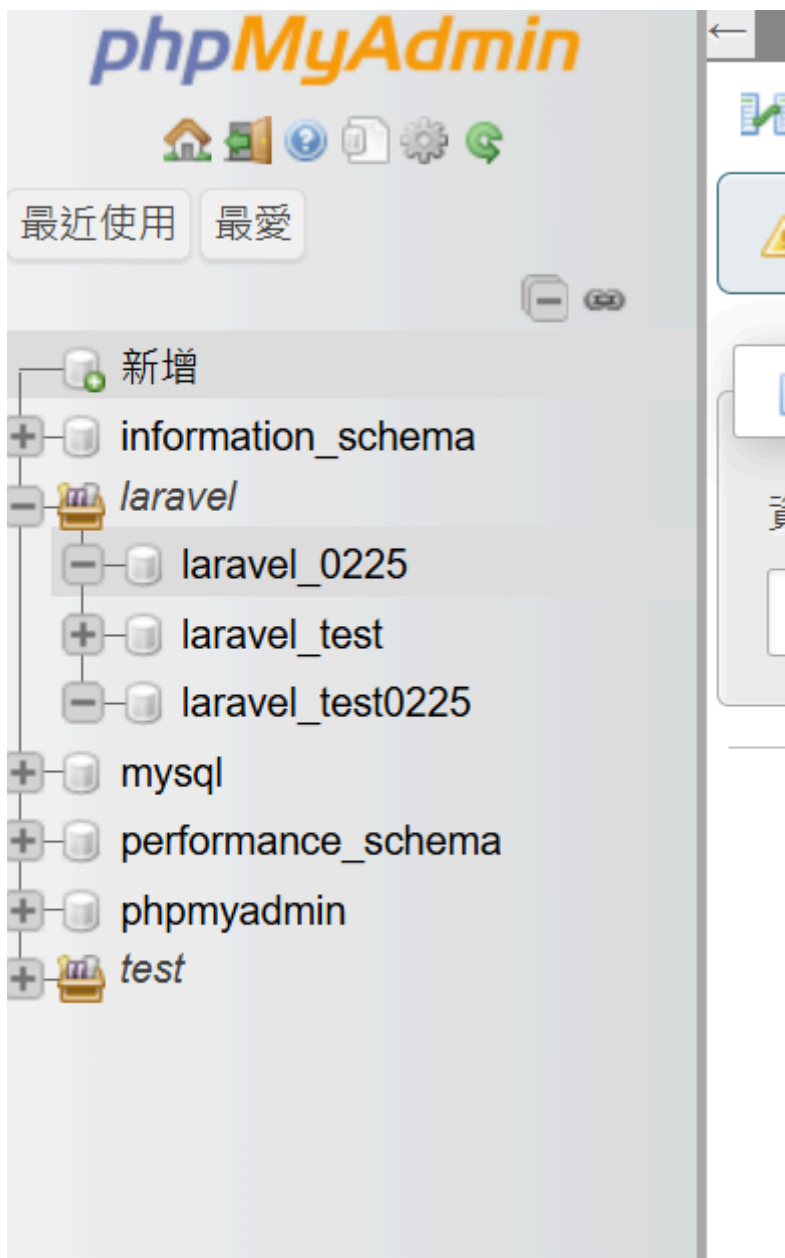 phpMyAdmin
最近使用 最愛
新增
information_schema
laravel
laravel_0225
laravel_test
laravel_test0225
mysql
performance_schema
phpmyadmin
test